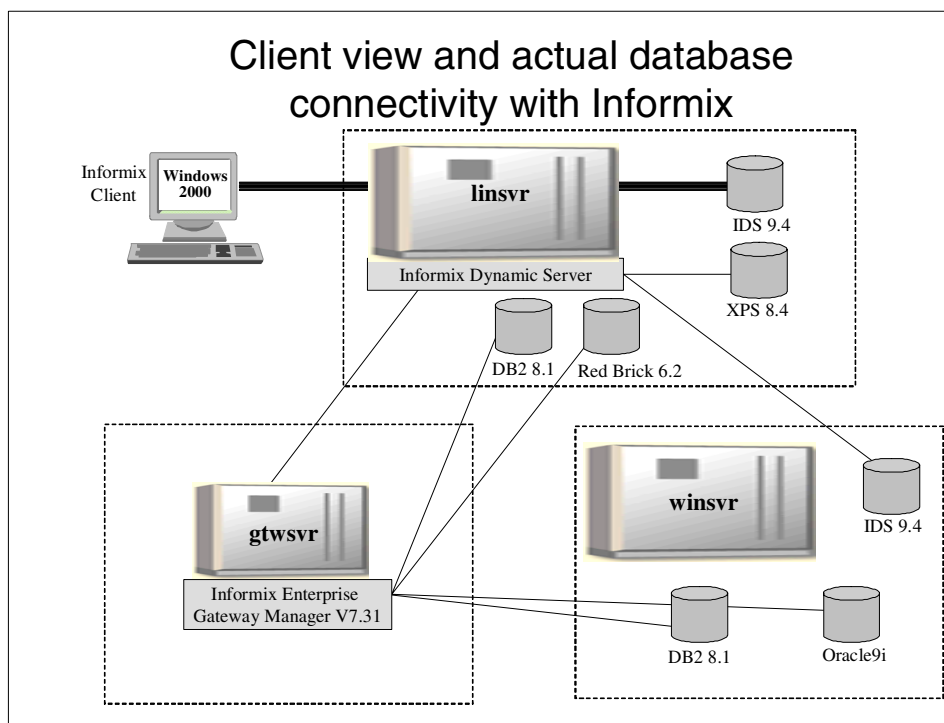 Client view and actual database
connectivity with Informix
Informix
Client
Windows
2000
linsvr
Informix Dynamic Server
IDS 9.4
XPS 8.4
DB2 8.1
Red Brick 6.2
gtwsvr
Informix Enterprise
Gateway Manager V7.31
winsvr
IDS 9.4
DB2 8.1
Oracle9i